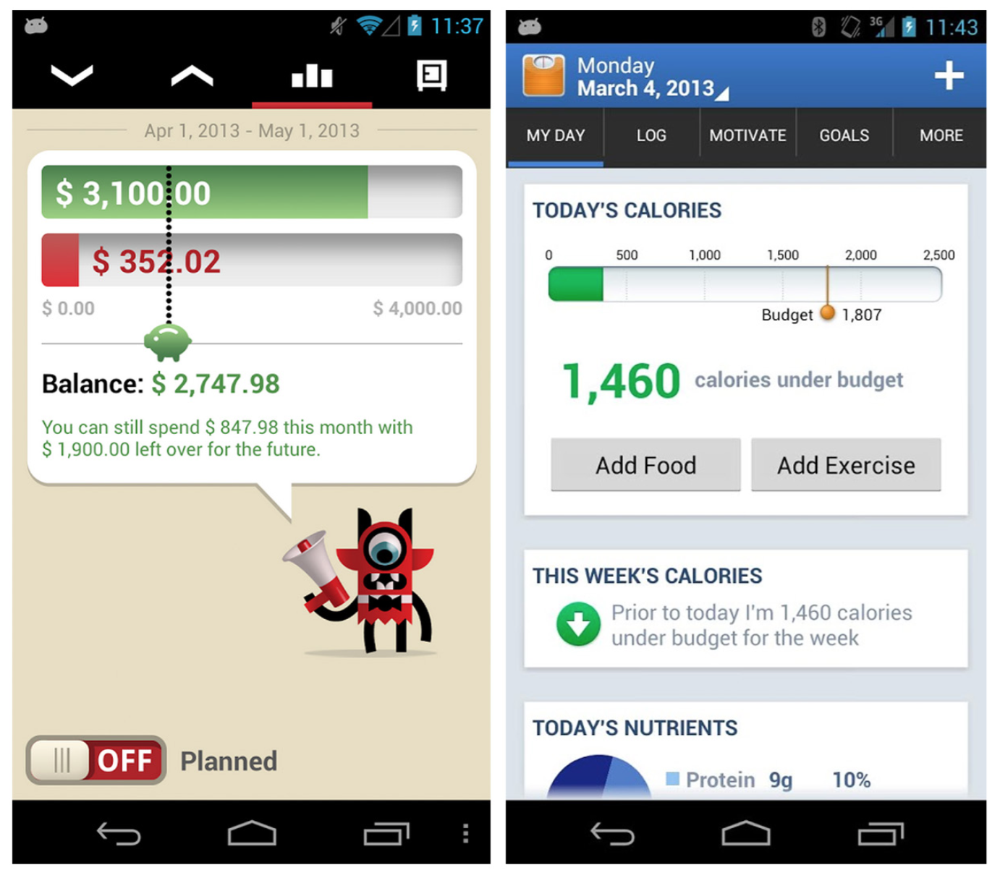 11:37
Apr 1, 2013 - May 1, 2013
$ 3,100.00
$ 352.02
$ 0.00 $ 4,000.00
Balance: $ 2,747.98
You can still spend $ 847.98 this month with
$ 1,900.00 left over for the future.
OFF Planned
3G 11:43
Monday
March 4, 2013
MY DAY LOG MOTIVATE GOALS MORE
TODAY'S CALORIES
0 500 1,000 1,500 2,000 2,500
Budget 1,807
1,460 calories under budget
Add Food Add Exercise
THIS WEEK'S CALORIES
Prior to today I'm 1,460 calories
under budget for the week
TODAY'S NUTRIENTS
Protein 9g 10%